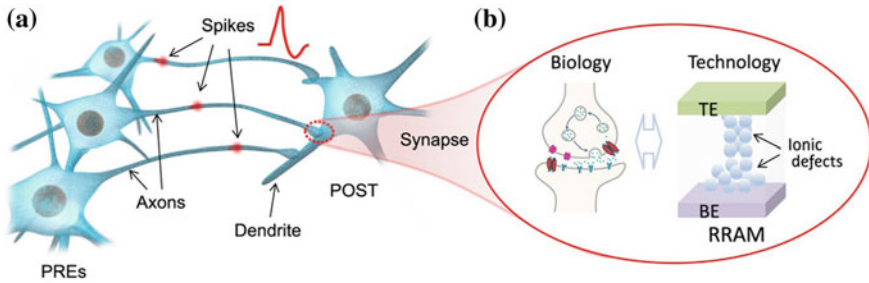 (a)
Spikes
Axons
Dendrite
PREs
POST
Synapse
(b)
Biology
Technology
TE
Ionic
defects
BE
RRAM